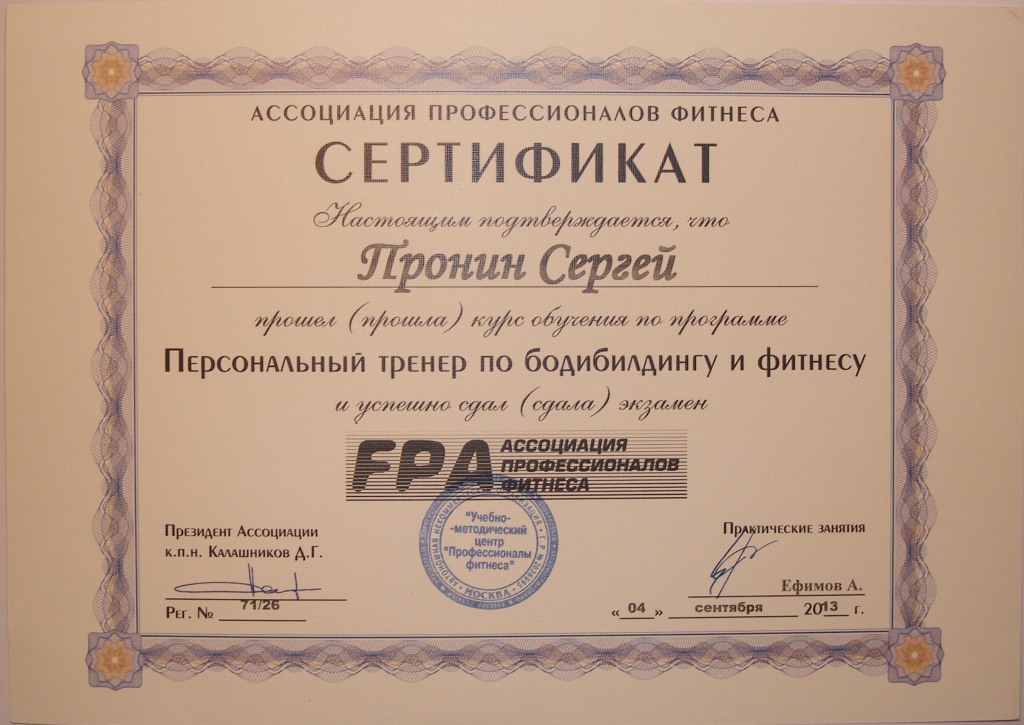 АССОЦИАЦИЯ ПРОФЕССИОНАЛОВ ФИТНЕСА
СЕРТИФИКАТ
Настоящим подтверждается, что
Пронин Сергей
прошел (прошла) курс обучения по программе
Персональный тренер по бодибилдингу и фитнесу
и успешно сдал (сдала) экзамен
FPA АССОЦИАЦИЯ
ПРОФЕССИОНАЛОВ
ФИТНЕСА
"Учебно-
-методический
центр
"Профессионалы
фитнеса"
МОСКВА
Президент Ассоциации
к.п.н. Калашников Д.Г.
Рег. № 71/26
Практические занятия
Ефимов А.
« 04 » сентября 2013 г.